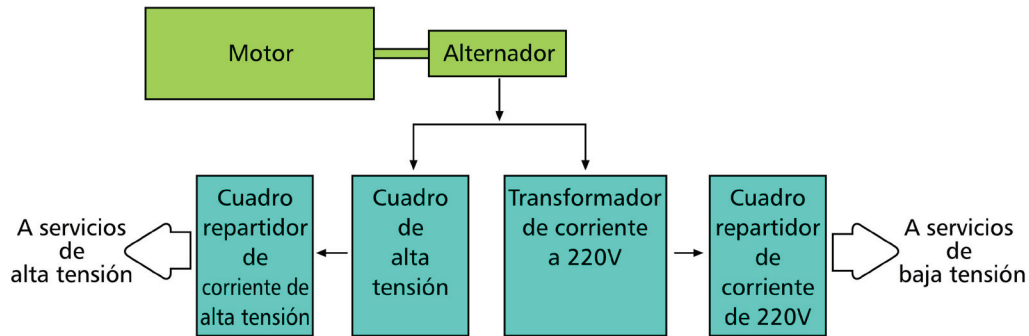 Motor
Alternador
A servicios
de
alta tensión
Cuadro
repartidor
de
corriente de
alta tensión
Cuadro
de
alta
tensión
Transformador
de corriente
a 220V
Cuadro
repartidor
de
corriente
de 220V
A servicios
de
baja tensión